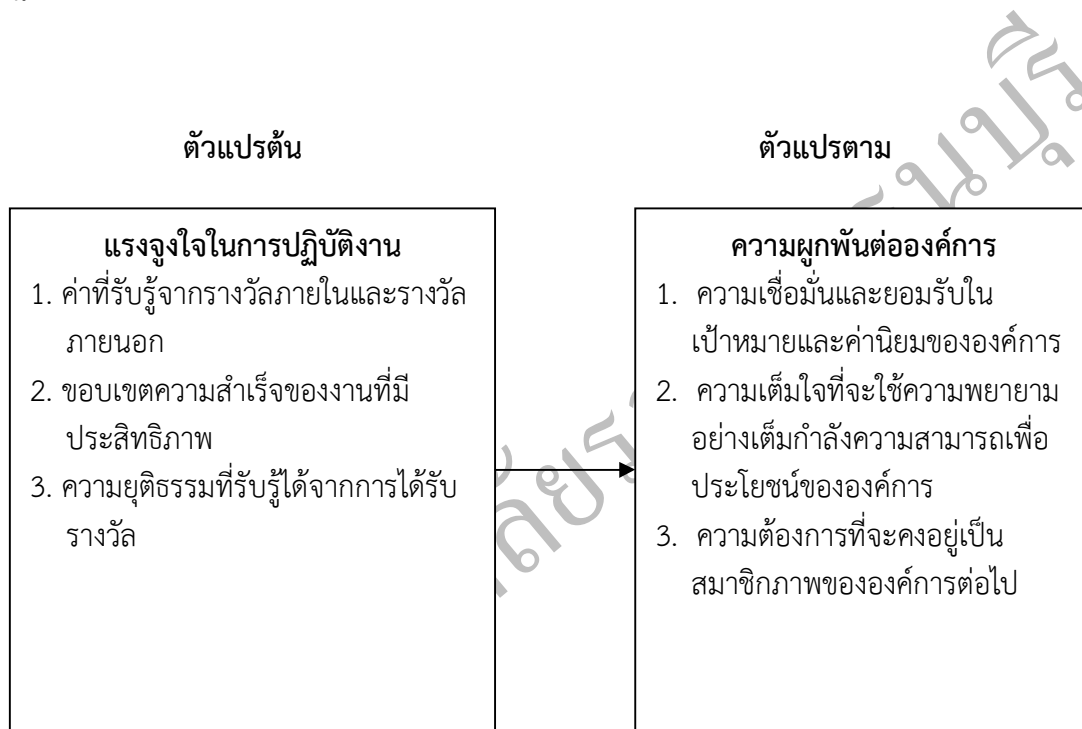 ตัวแปรต้น
ตัวแปรตาม
แรงจูงใจในการปฏิบัติงาน
1. ค่าที่รับรู้จากรางวัลภายในและรางวัล
ภายนอก
2. ขอบเขตความสำเร็จของงานที่มี
ประสิทธิภาพ
3. ความยุติธรรมที่รับรู้ได้จากการได้รับ
รางวัล
ความผูกพันต่อองค์การ
1. ความเชื่อมั่นและยอมรับใน
เป้าหมายและค่านิยมขององค์การ
2. ความเต็มใจที่จะใช้ความพยายาม
อย่างเต็มกำลังความสามารถเพื่อ
ประโยชน์ขององค์การ
3. ความต้องการที่จะคงอยู่เป็น
สมาชิกภาพขององค์การต่อไป